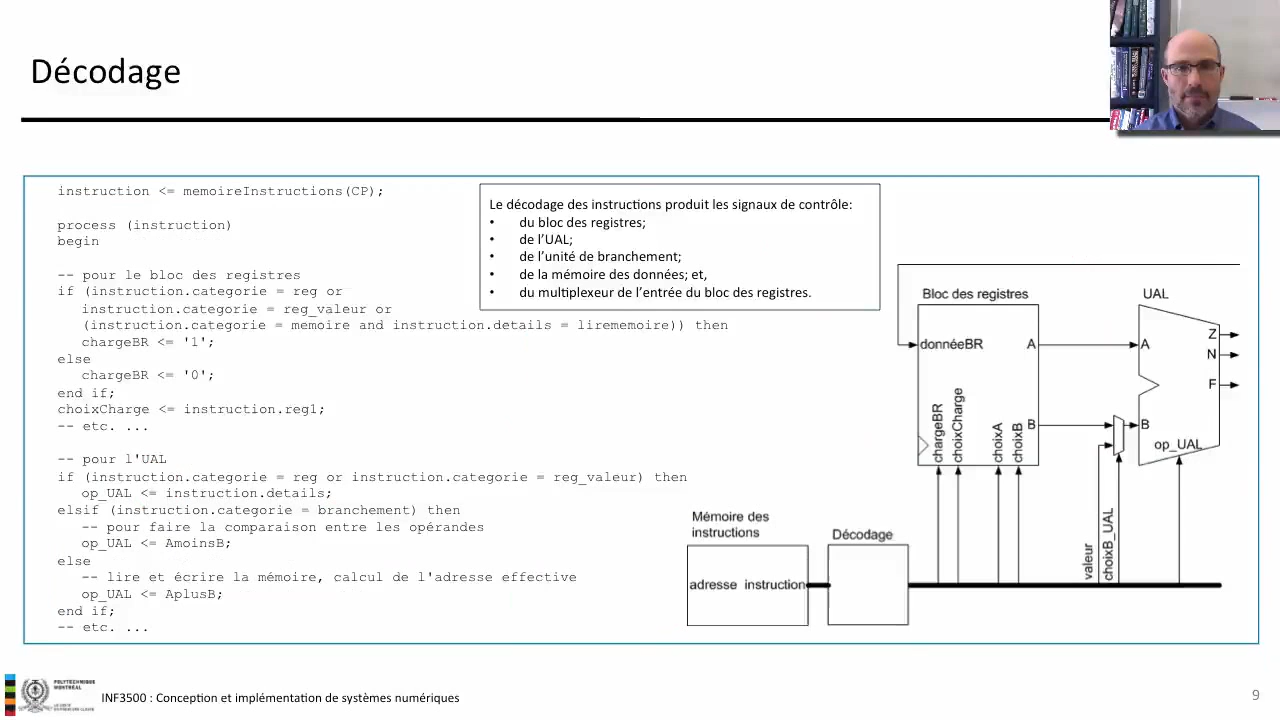 Décodage
instruction <= memoireInstructions(CP);
process (instruction)
begin
-- pour le bloc des registres
if (instruction.categorie = reg or
instruction.categorie = reg_valeur or
(instruction.categorie = memoire and instruction.details = lirememoire)) then
chargeBR <= '1';
else
chargeBR <= '0';
end if;
choixCharge <= instruction.reg1;
-- etc. ...
-- pour l'UAL
if (instruction.categorie = reg or instruction.categorie = reg_valeur) then
op_UAL <= instruction.details;
elsif (instruction.categorie = branchement) then
-- pour faire la comparaison entre les opérandes
op_UAL <= AmoinsB;
else
-- lire et écrire la mémoire, calcul de l'adresse effective
op_UAL <= AplusB;
end if;
-- etc. ...
Le décodage des instructions produit les signaux de contrôle:
• du bloc des registres;
• de l'UAL;
• de l'unité de branchement;
• de la mémoire des données; et,
• du multiplexeur de l'entrée du bloc des registres.
Bloc des registres
donnéeBR
A
B
chargeBR
choixCharge
choixA
choixB
UAL
A
B
Z
N
F
op_UAL
valeur
choixB_UAL
Mémoire des
instructions
adresse instruction
Décodage
POLYTECHNIQUE
MONTRÉAL
INF3500 : Conception et implémentation de systèmes numériques
9